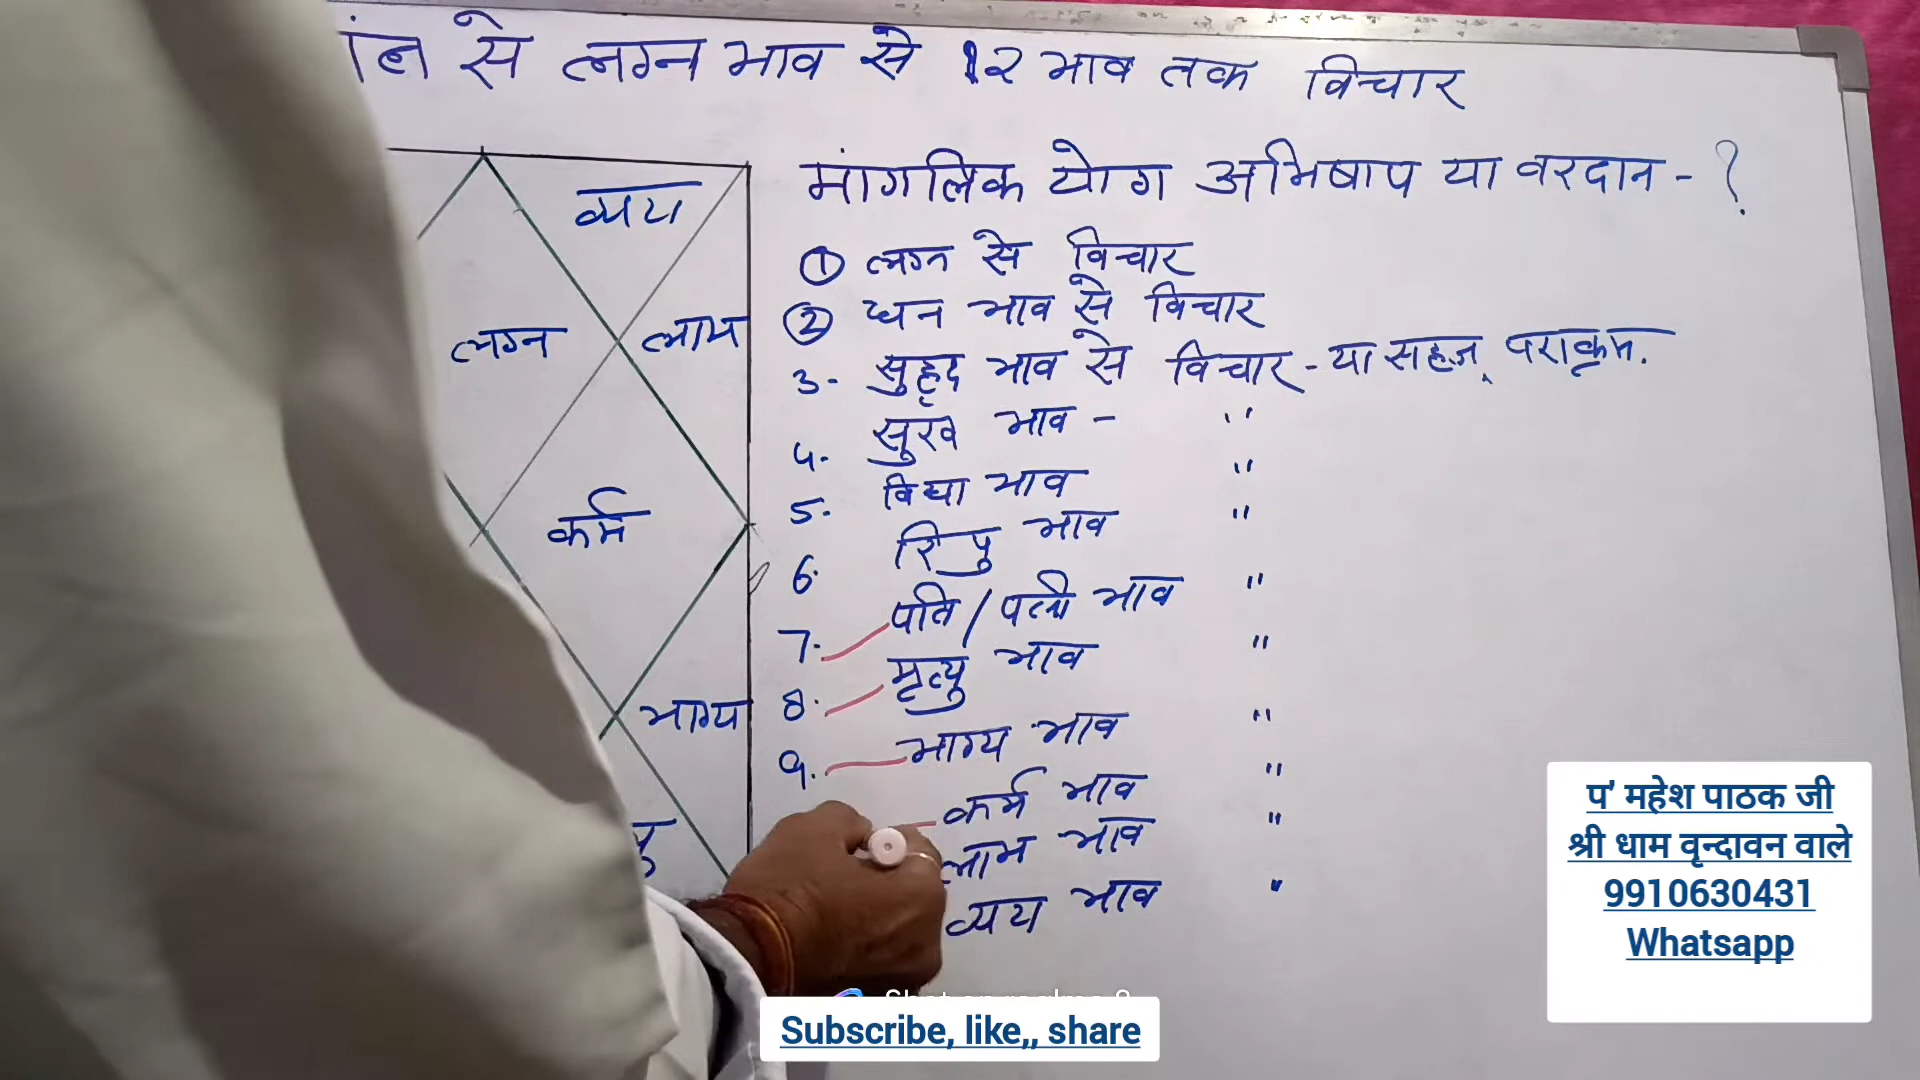 से लग्न भाव से 12 भाव तक विचार
मांगलिक योग अभिषाप या वरदान - ?
① लग्न से विचार
② धन भाव से विचार
3- सुहृद भाव से विचार - या सहज, पराक्रम.
4- सुख भाव - "
5- विद्या भाव "
6. रिपु भाव "
7. पति / पत्नी भाव "
8. मृत्यु भाव "
9. भाग्य भाव "
कर्म भाव "
लाभ भाव "
व्यय भाव "
व्यय
लग्न
लाभ
कर्म
भाग्य
प' महेश पाठक जी
श्री धाम वृन्दावन वाले
9910630431
Whatsapp
Subscribe, like,, share